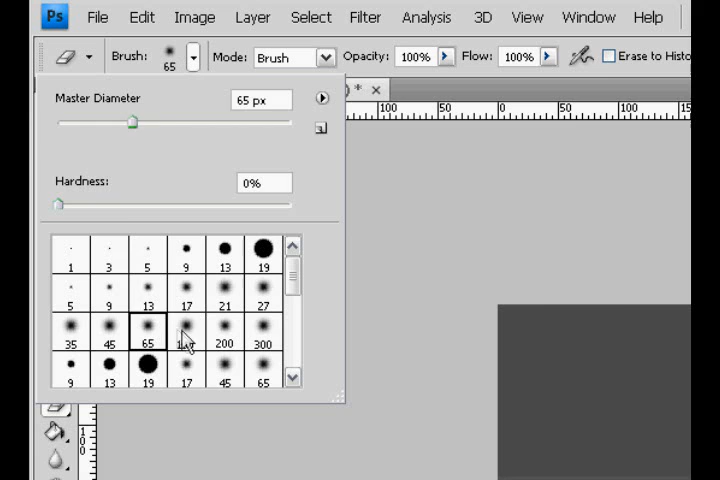 Ps File Edit Image Layer Select Filter Analysis 3D View Window Help
Brush: 65 Mode: Brush Opacity: 100% Flow: 100% Erase to Histo
Master Diameter 65 px
) * ×
100 50 0 50 100 15
Hardness: 0%
1 3 5 9 13 19
5 9 13 17 21 27
35 45 65 200 300
9 13 19 17 45 65
100